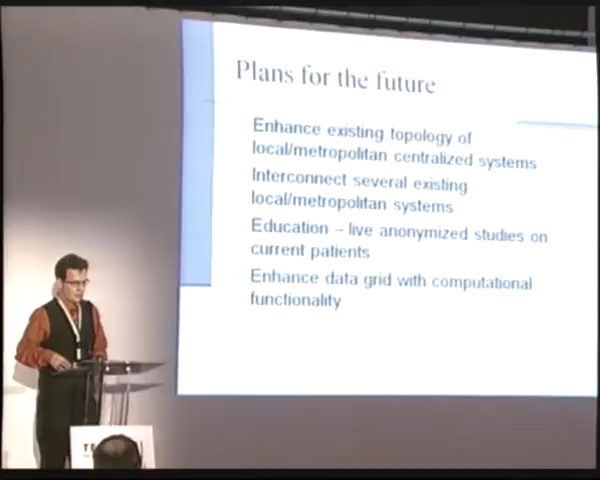 Plans for the future
Enhance existing topology of
local/metropolitan centralized systems
Interconnect several existing
local/metropolitan systems
Education – live anonymized studies on
current patients
Enhance data grid with computational
functionality